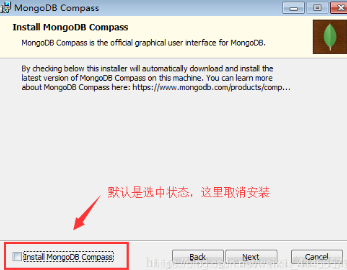 MongoDB Compass
Install MongoDB Compass
MongoDB Compass is the official graphical user interface for MongoDB.
By checking below this installer will automatically download and install the
latest version of MongoDB Compass on this machine. You can learn more
about MongoDB Compass here: https://www.mongodb.com/products/comp...
默认是选中状态，这里取消安装
Install MongoDB Compass
Back
Next
Cancel